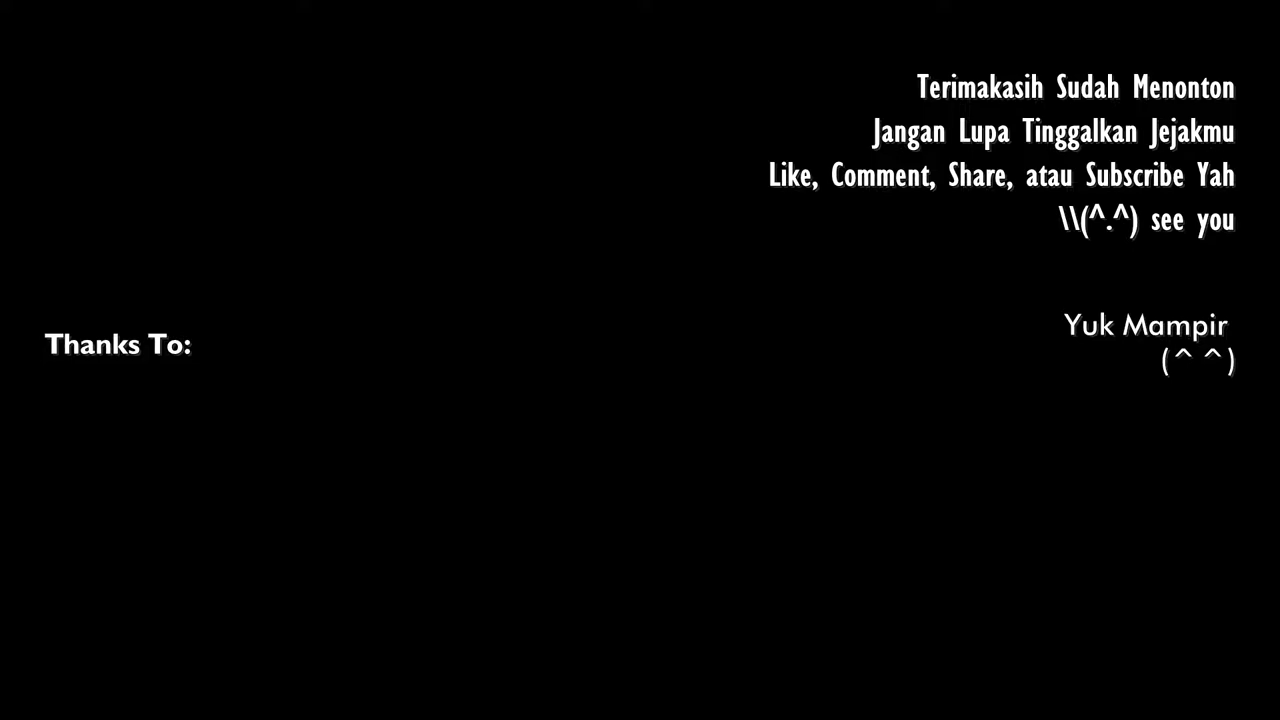 Terimakasih Sudah Menonton
Jangan Lupa Tinggalkan Jejakmu
Like, Comment, Share, atau Subscribe Yah
\\(^.^) see you
Thanks To:
Yuk Mampir
(^ ^)